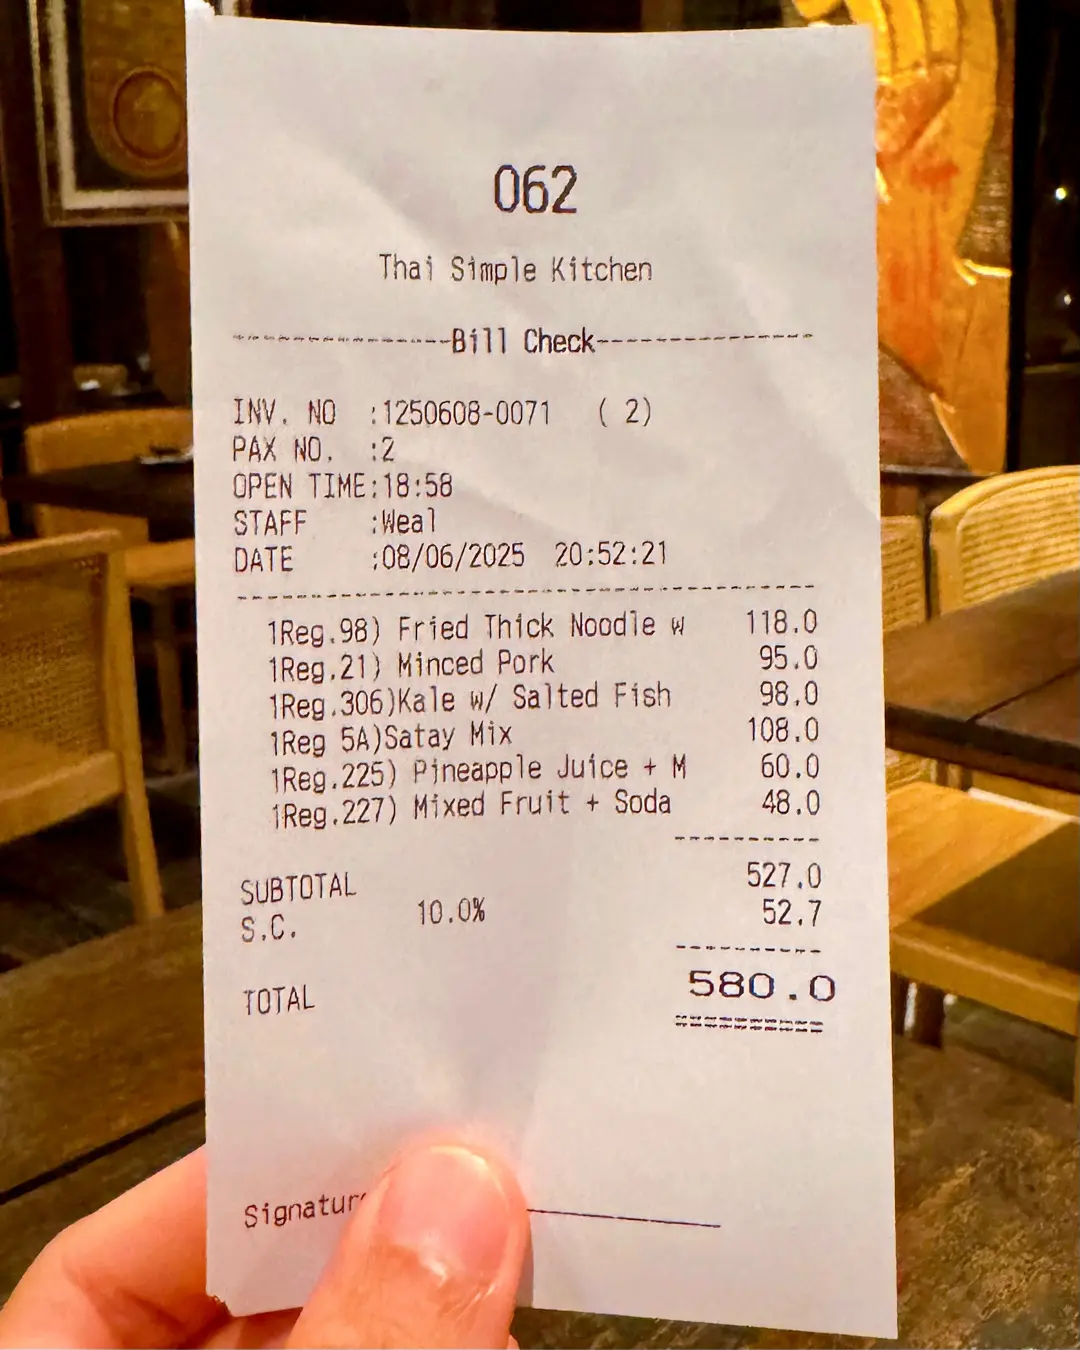 062
Thai Simple Kitchen
---------------Bill Check---------------
INV. NO :1250608-0071 ( 2)
PAX NO. :2
OPEN TIME:18:58
STAFF :Weal
DATE :08/06/2025 20:52:21
1Reg.98) Fried Thick Noodle w 118.0
1Reg.21) Minced Pork 95.0
1Reg.306)Kale w/ Salted Fish 98.0
1Reg 5A)Satay Mix 108.0
1Reg.225) Pineapple Juice + M 60.0
1Reg.227) Mixed Fruit + Soda 48.0
SUBTOTAL 527.0
S.C. 10.0% 52.7
TOTAL 580.0
Signatur